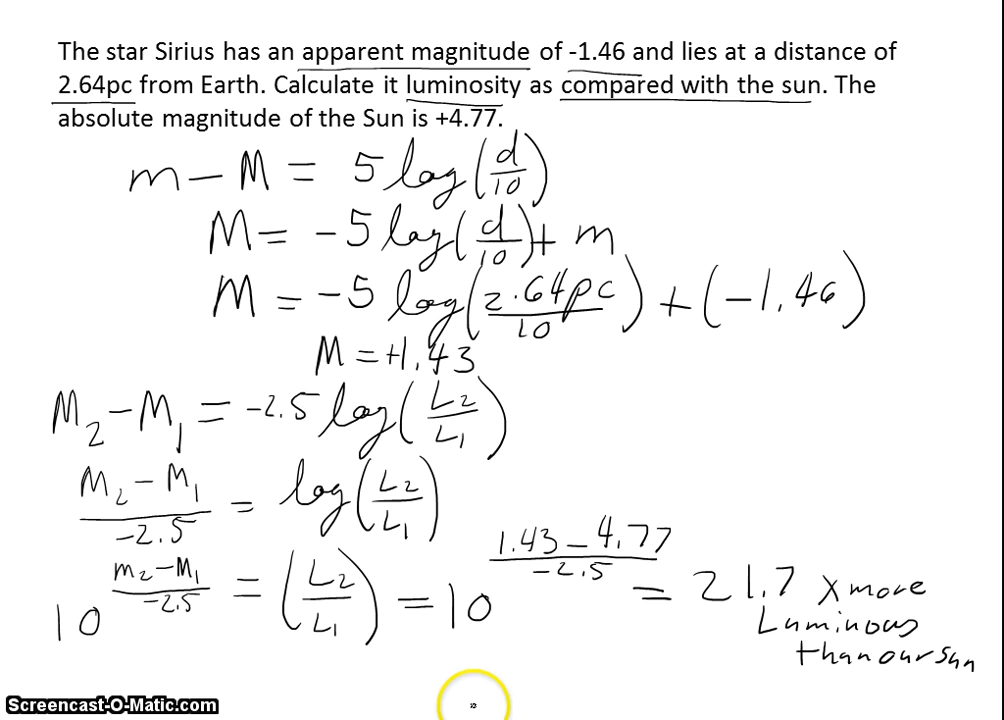 The star Sirius has an apparent magnitude of -1.46 and lies at a distance of
2.64pc from Earth. Calculate it luminosity as compared with the sun. The
absolute magnitude of the Sun is +4.77.
m - M = 5 log(d/10)
M = -5 log(d/10) + m
M = -5 log(2.64pc/10) + (-1.46)
M = +1.43
M₂ - M₁ = -2.5 log(L₂/L₁)
M₂ - M₁/-2.5 = log(L₂/L₁)
10^(m₂-M₁/-2.5) = (L₂/L₁) = 10^(1.43 - 4.77/-2.5) = 21.7 x more
Luminous
than our sun
Screencast-O-Matic.com